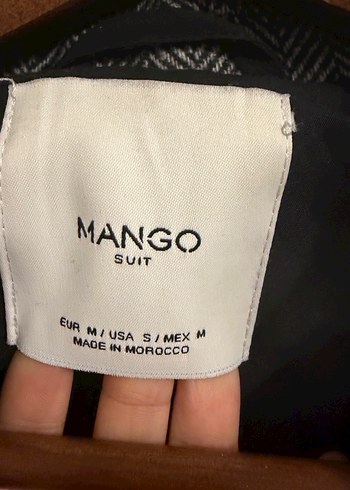 MANGO
SUIT
EUR M / USA S / MEX M
MADE IN MOROCCO